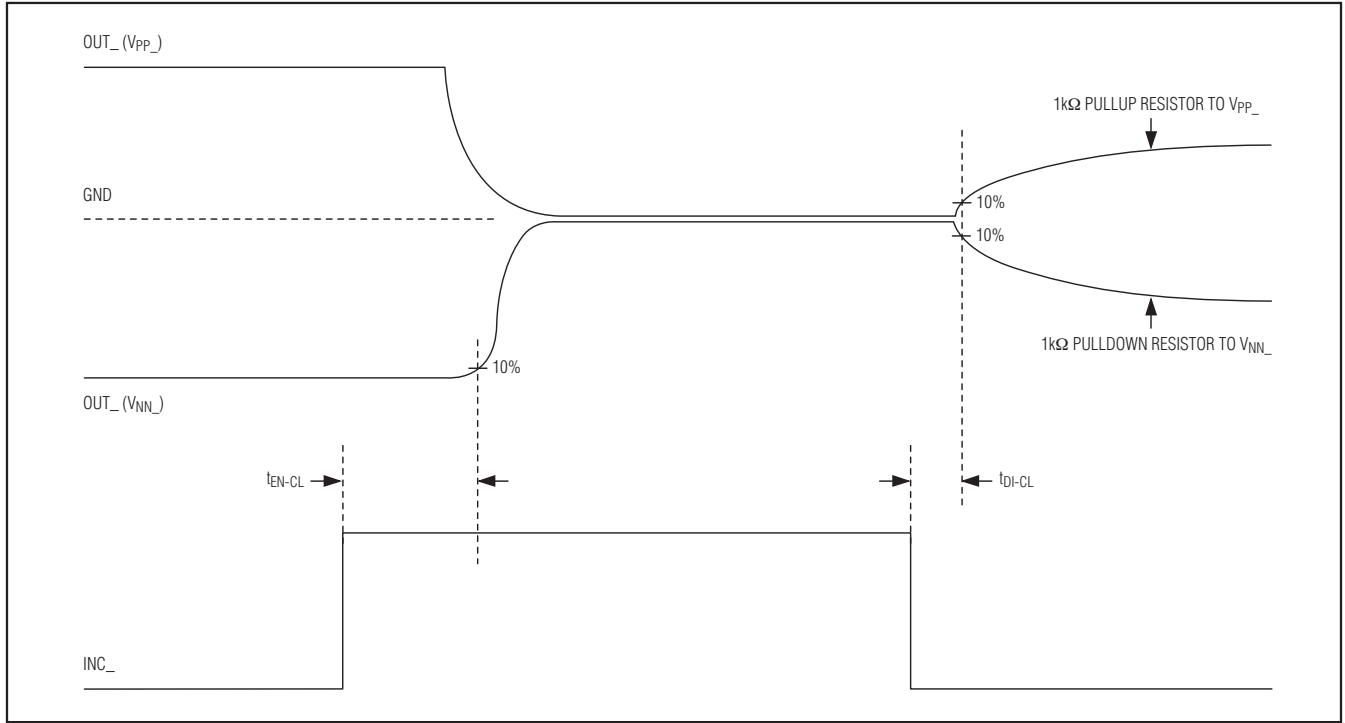 OUT_ (VPP_)
1kΩ PULLUP RESISTOR TO VPP_
GND
10%
10%
1kΩ PULLDOWN RESISTOR TO VNN_
10%
OUT_ (VNN_)
tEN-CL
tDI-CL
INC_